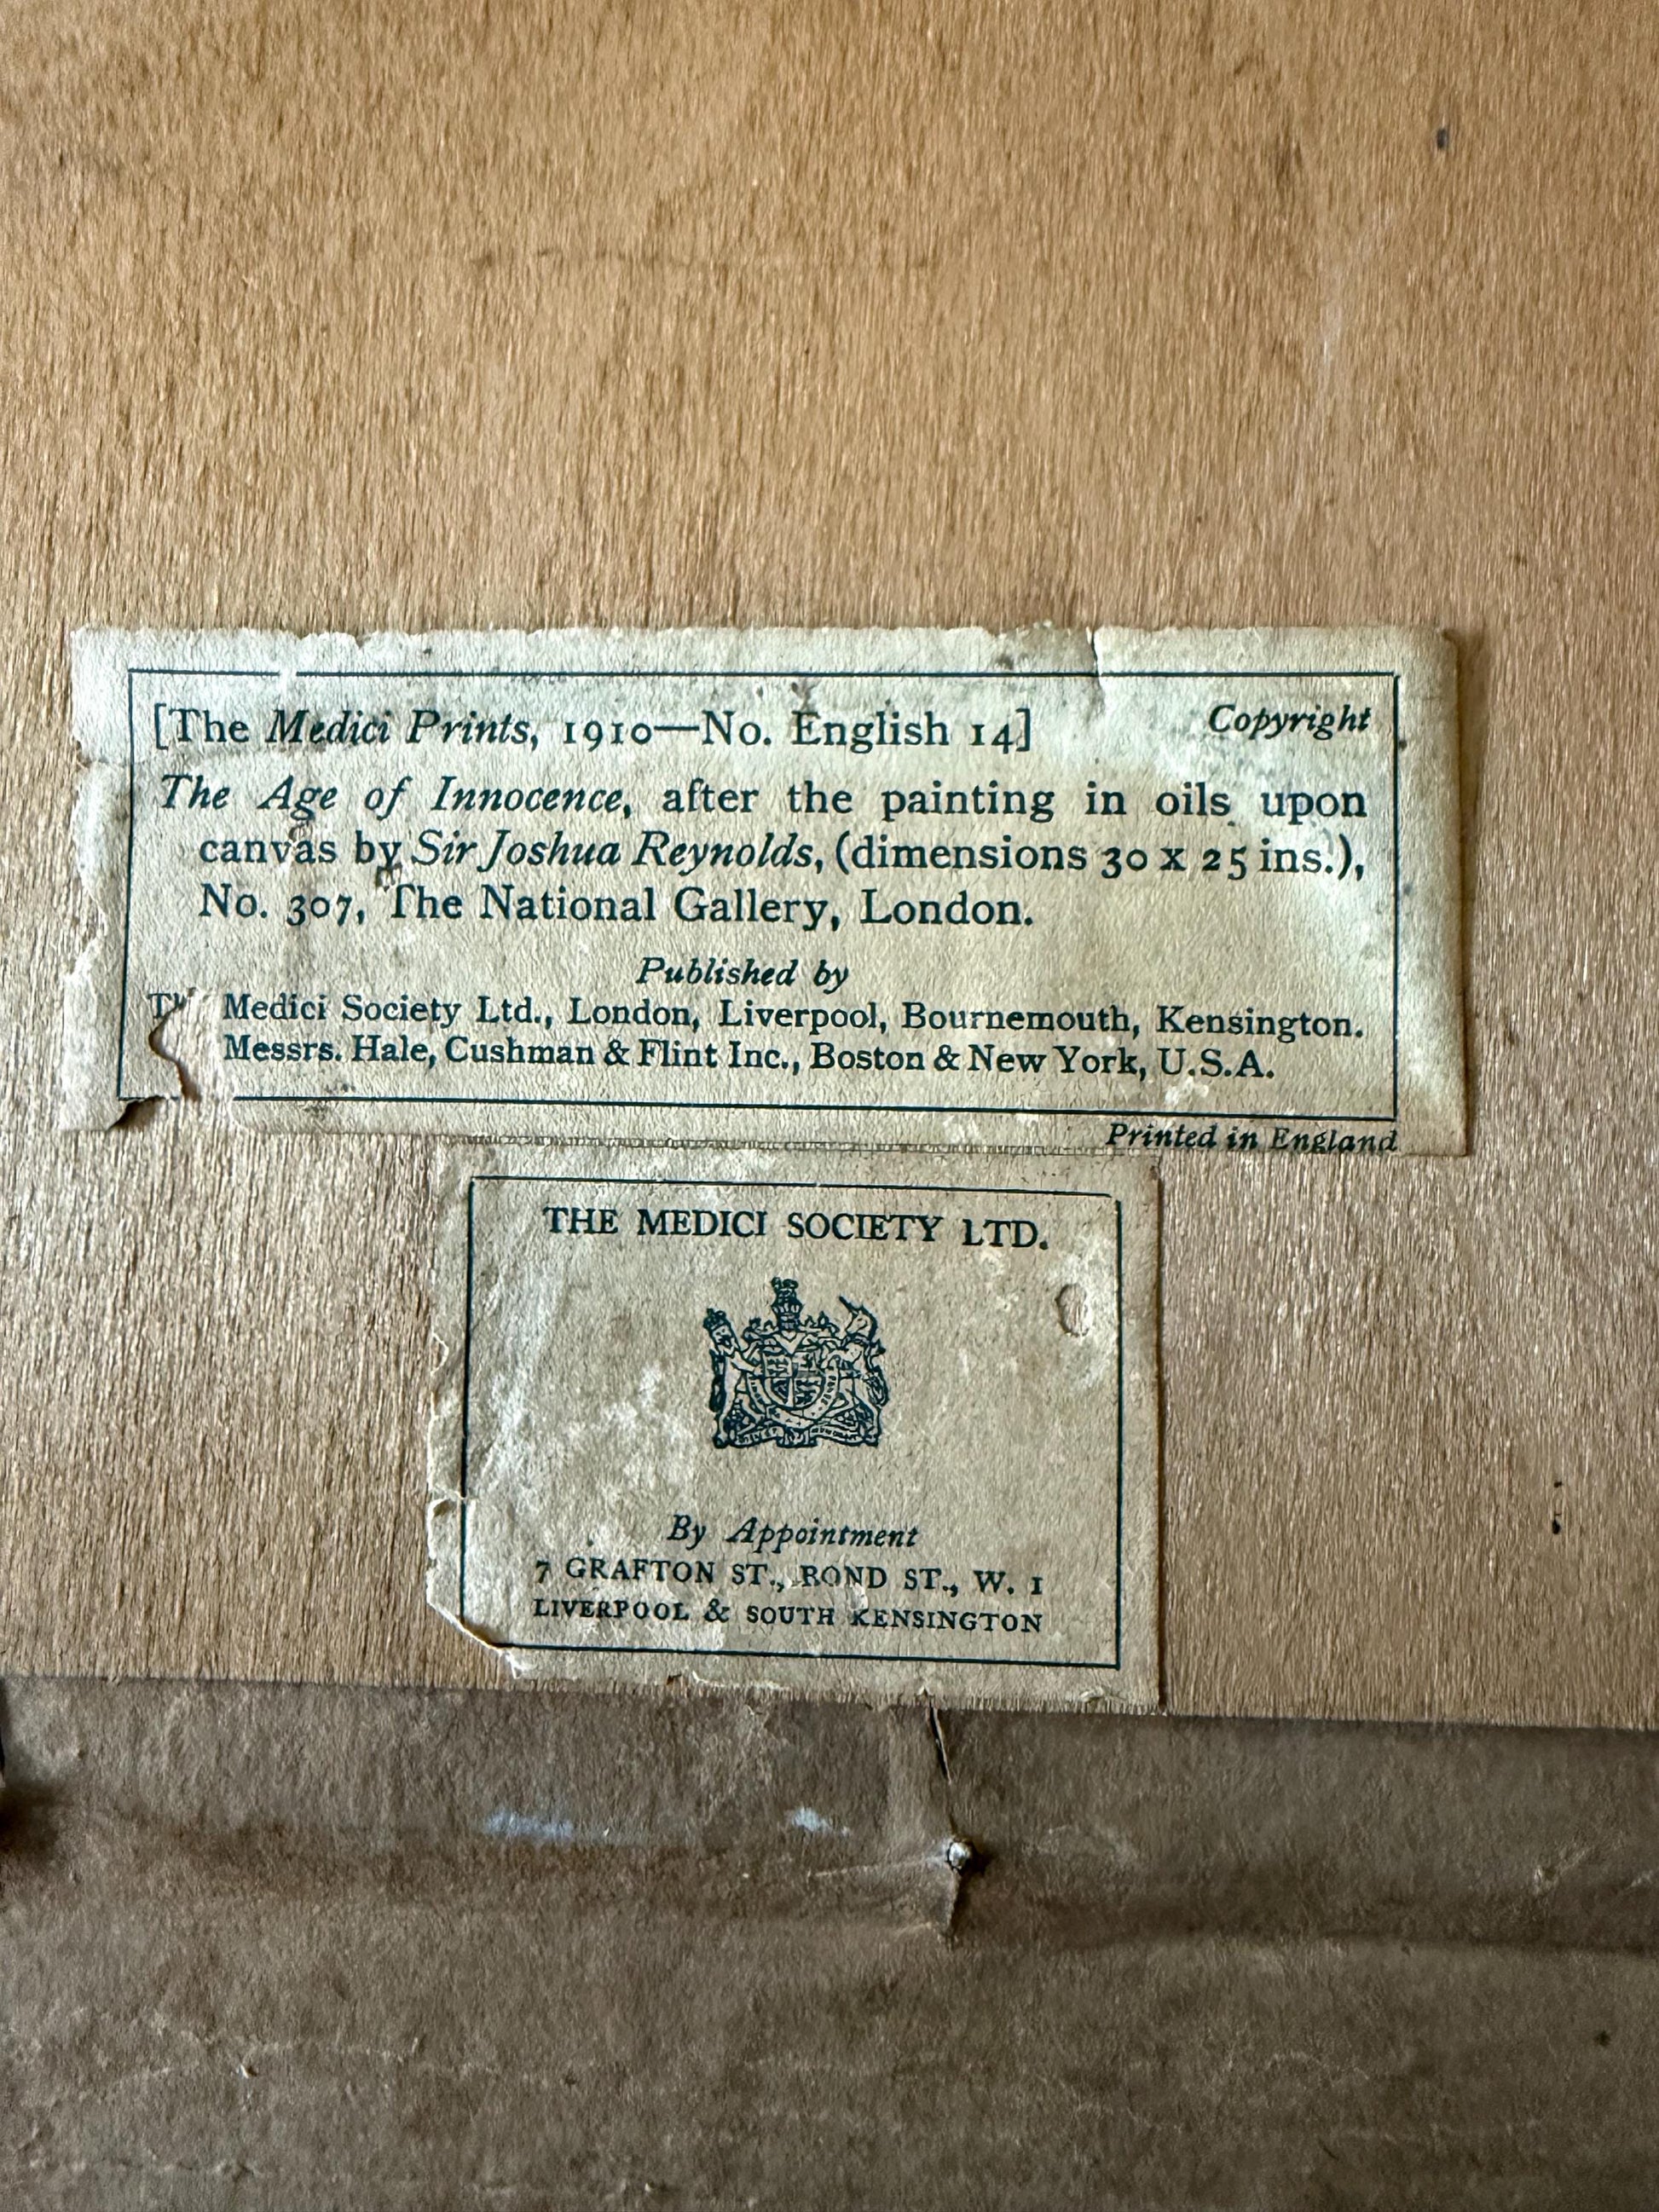 [The Medici Prints, 1910—No. English 14] Copyright
The Age of Innocence, after the painting in oils upon
canvas by Sir Joshua Reynolds, (dimensions 30 x 25 ins.),
No. 307, The National Gallery, London.
Published by
Medici Society Ltd., London, Liverpool, Bournemouth, Kensington.
Messrs. Hale, Cushman & Flint Inc., Boston & New York, U.S.A.
Printed in England
THE MEDICI SOCIETY LTD.
By Appointment
7 GRAFTON ST., BOND ST., W. 1
LIVERPOOL & SOUTH KENSINGTON